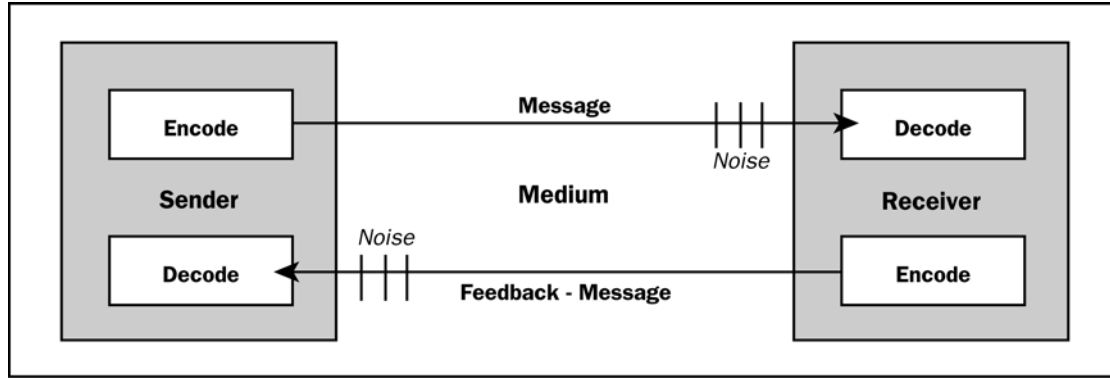 Message
Encode
Decode
Noise
Sender
Medium
Receiver
Noise
Decode
Encode
Feedback - Message